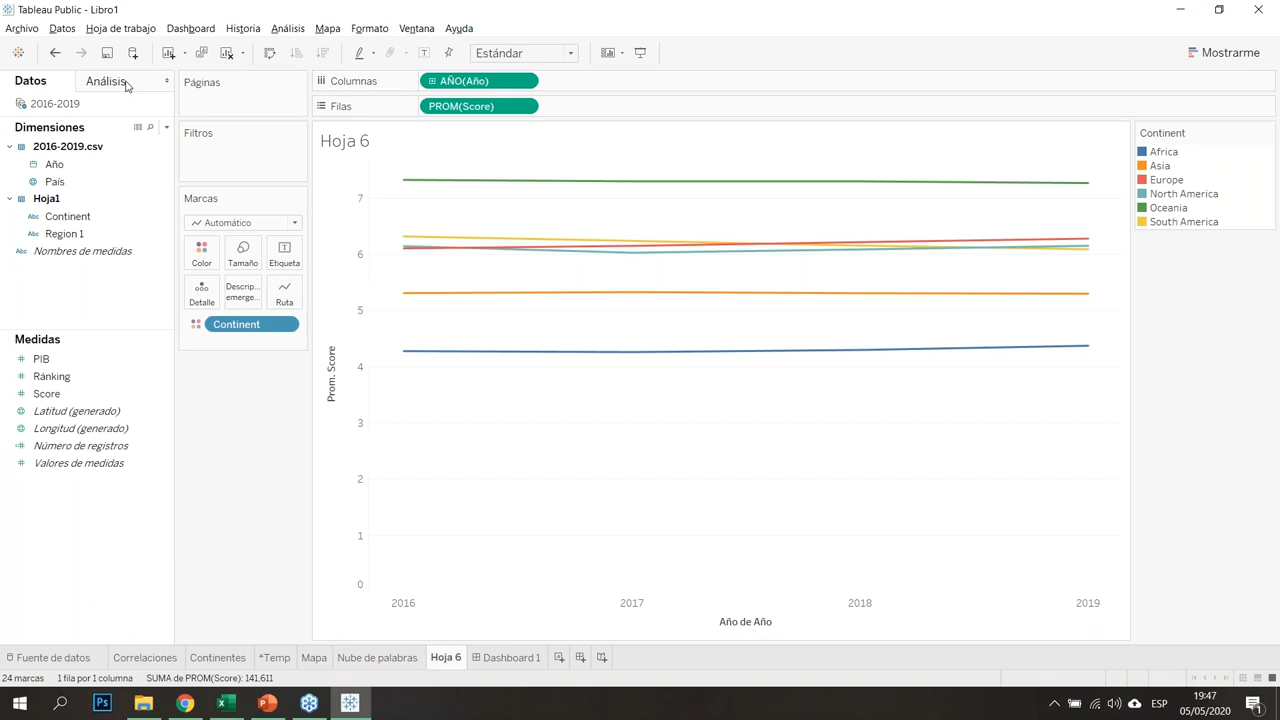 Tableau Public - Libro1
Archivo Datos Hoja de trabajo Dashboard Historia Análisis Mapa Formato Ventana Ayuda
Estándar
Mostrarme
Datos
Análisis
2016-2019
Dimensiones
2016-2019.csv
Año
País
Hoja1
Abc Continent
Abc Region 1
Abc Nombres de medidas
Medidas
PIB
Ránking
Score
Latitud (generado)
Longitud (generado)
Número de registros
Valores de medidas
Páginas
Filtros
Marcas
Automático
Color
Tamaño
Etiqueta
Detalle
Descrip... emerge...
Ruta
Continent
Columnas
AÑO(Año)
Filas
PROM(Score)
Hoja 6
Prom. Score
7
6
5
4
3
2
1
0
2016 2017 2018 2019
Año de Año
Continent
Africa
Asia
Europe
North America
Oceania
South America
Fuente de datos Correlaciones Continentes *Temp Mapa Nube de palabras Hoja 6 Dashboard 1
24 marcas 1 fila por 1 columna SUMA de PROM(Score): 141,611
Ps
ESP
19:47
05/05/2020
1